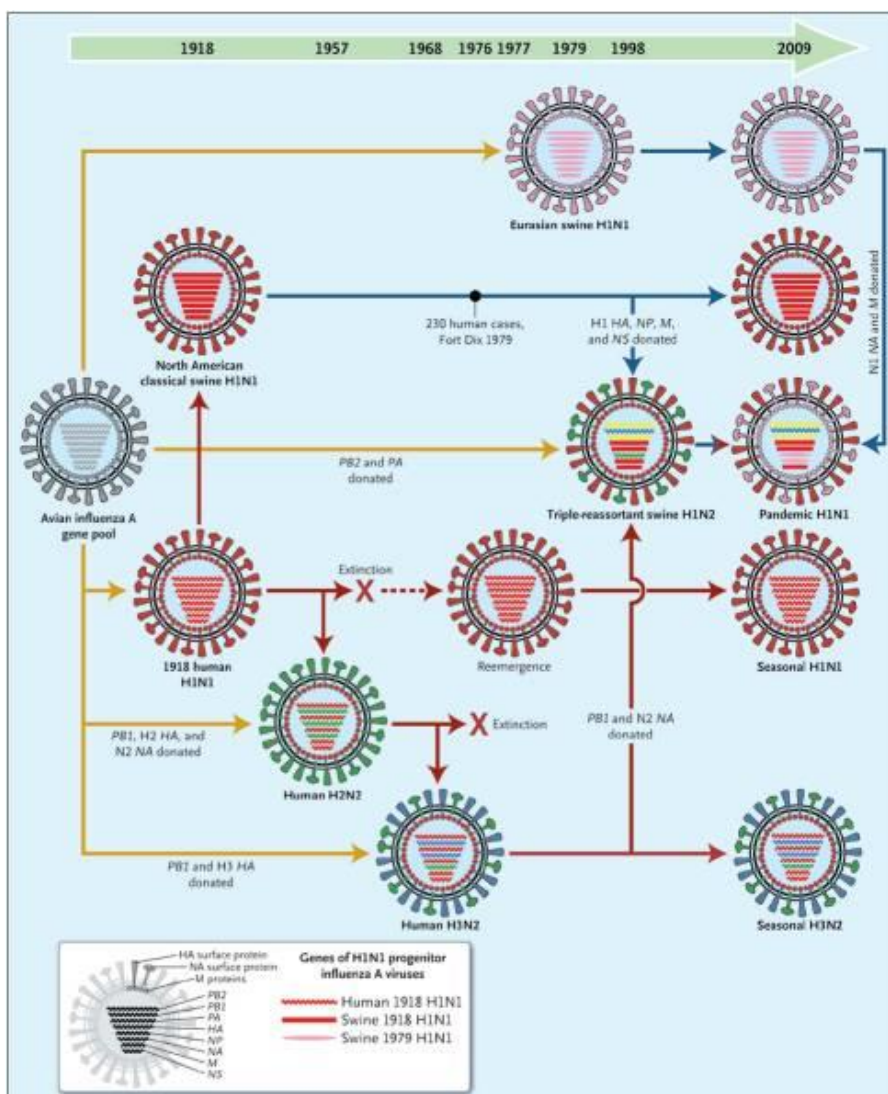 1918 1957 1968 1976 1977 1979 1998 2009
Eurasian swine H1N1
N1 NA and M donated
230 human cases,
Fort Dix 1979
H1 HA, NP, M,
and NS donated
North American
classical swine H1N1
PB2 and PA
donated
Avian influenza A
gene pool
Triple-reassortant swine H1N2
Pandemic H1N1
Extinction
X
1918 human
H1N1
Reemergence
Seasonal H1N1
PB1, H2 HA, and
N2 NA donated
X Extinction
PB1 and N2 NA
donated
Human H2N2
PB1 and H3 HA
donated
Human H3N2
Seasonal H3N2
HA surface protein
NA surface protein
M proteins
PB2
PB1
PA
HA
NP
NA
M
NS
Genes of H1N1 progenitor
influenza A viruses
Human 1918 H1N1
Swine 1918 H1N1
Swine 1979 H1N1